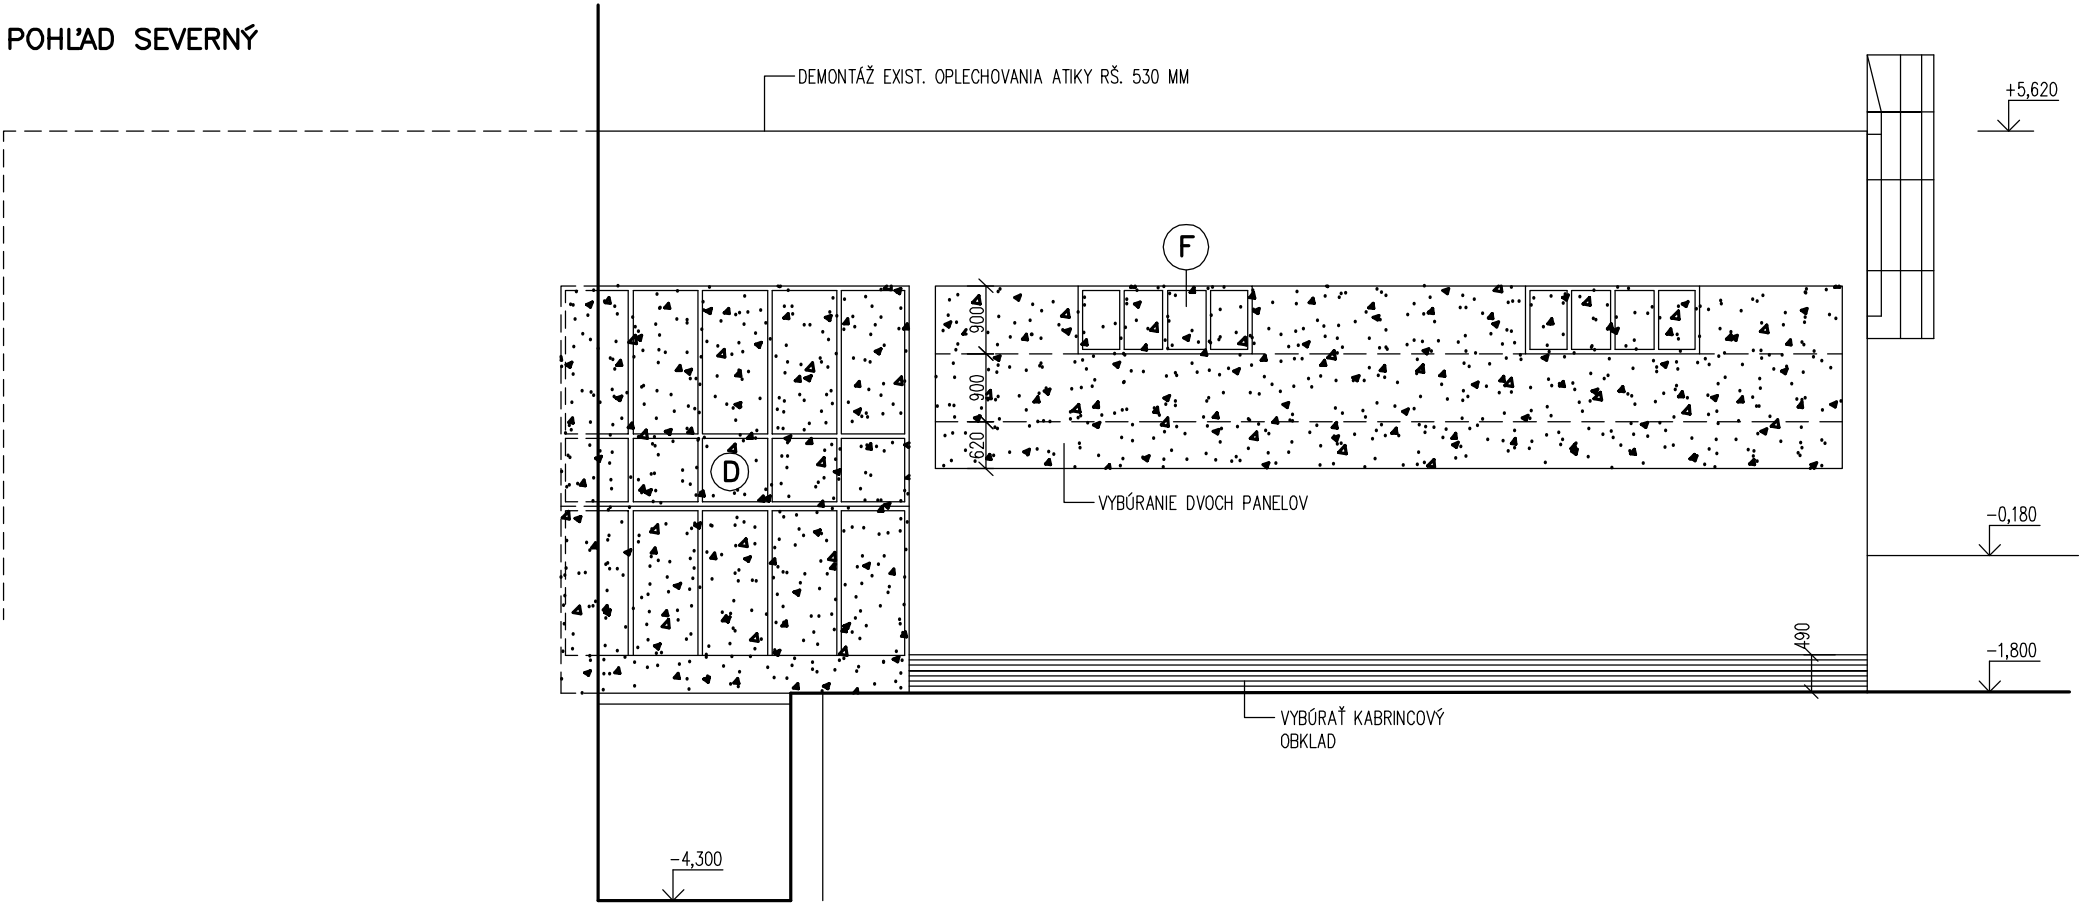 POHĽAD SEVERNÝ
DEMONTÁŽ EXIST. OPLECHOVANIA ATIKY RŠ. 530 MM
+5,620
F
900
900
620
D
VYBÚRANIE DVOCH PANELOV
-0,180
490
-1,800
VYBÚRAŤ KABRINCOVÝ
OBKLAD
-4,300